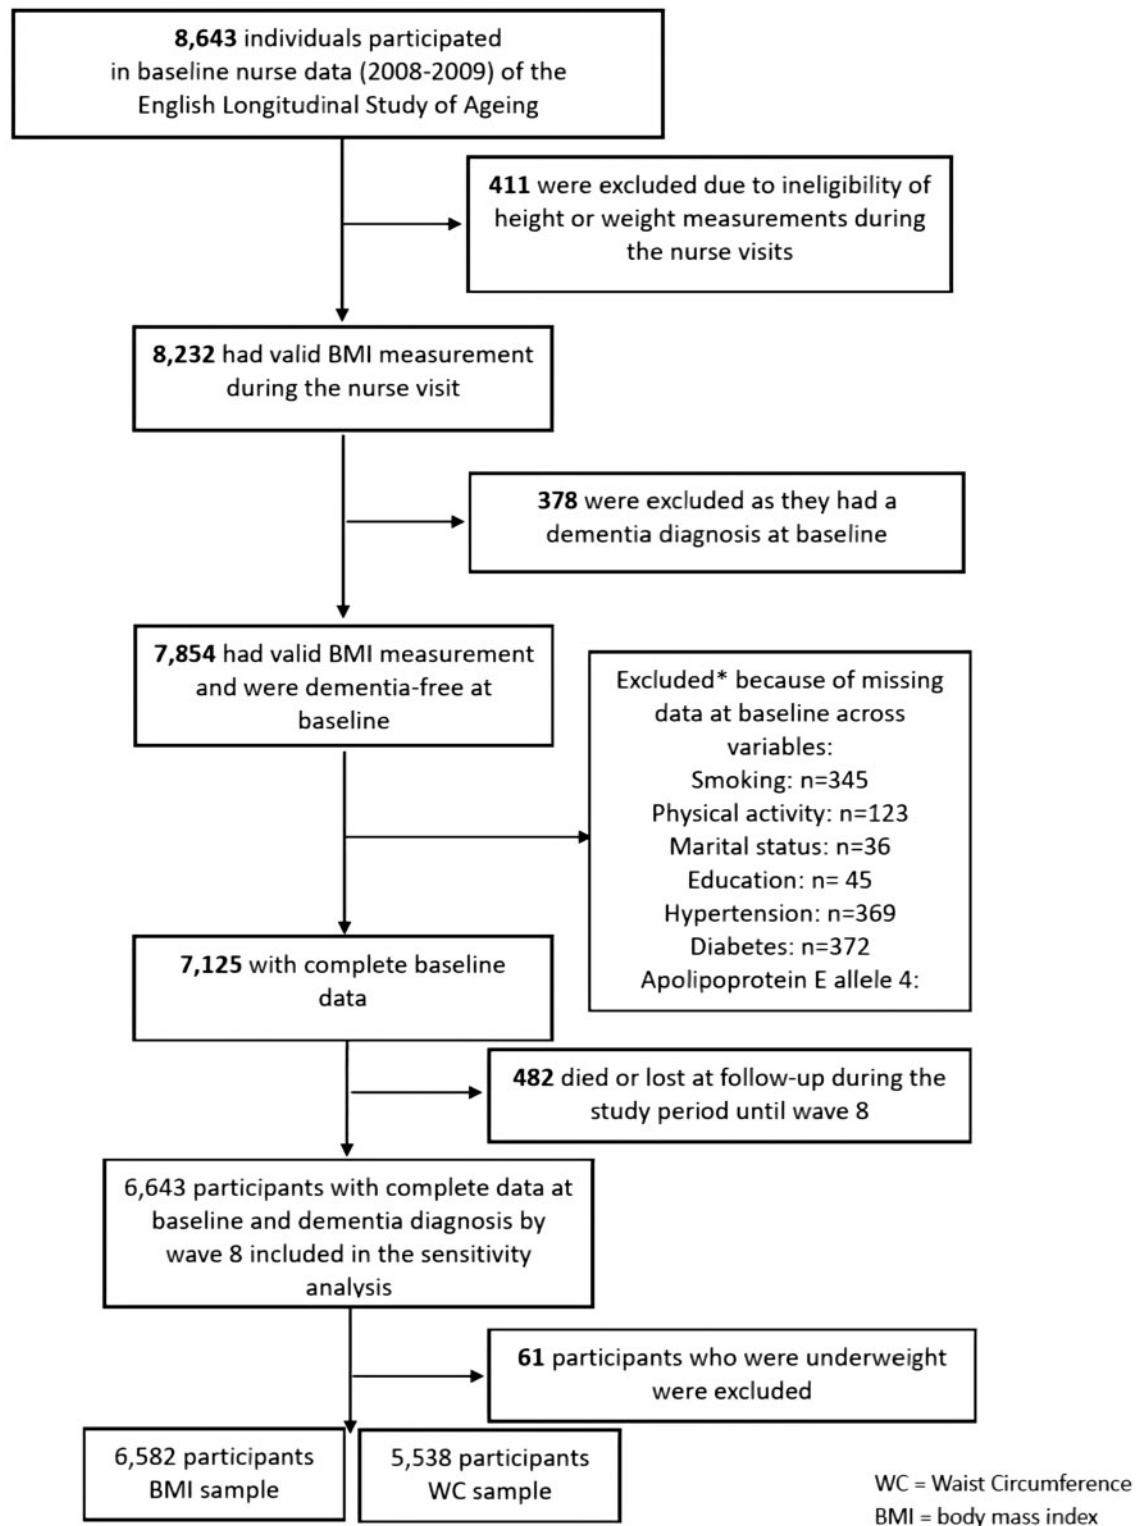 8,643 individuals participated
in baseline nurse data (2008-2009) of the
English Longitudinal Study of Ageing
411 were excluded due to ineligibility of
height or weight measurements during
the nurse visits
8,232 had valid BMI measurement
during the nurse visit
378 were excluded as they had a
dementia diagnosis at baseline
7,854 had valid BMI measurement
and were dementia-free at
baseline
Excluded* because of missing
data at baseline across
variables:
Smoking: n=345
Physical activity: n=123
Marital status: n=36
Education: n= 45
Hypertension: n=369
Diabetes: n=372
Apolipoprotein E allele 4:
7,125 with complete baseline
data
482 died or lost at follow-up during the
study period until wave 8
6,643 participants with complete data at
baseline and dementia diagnosis by
wave 8 included in the sensitivity
analysis
61 participants who were underweight
were excluded
6,582 participants
BMI sample
5,538 participants
WC sample
WC = Waist Circumference
BMI = body mass index